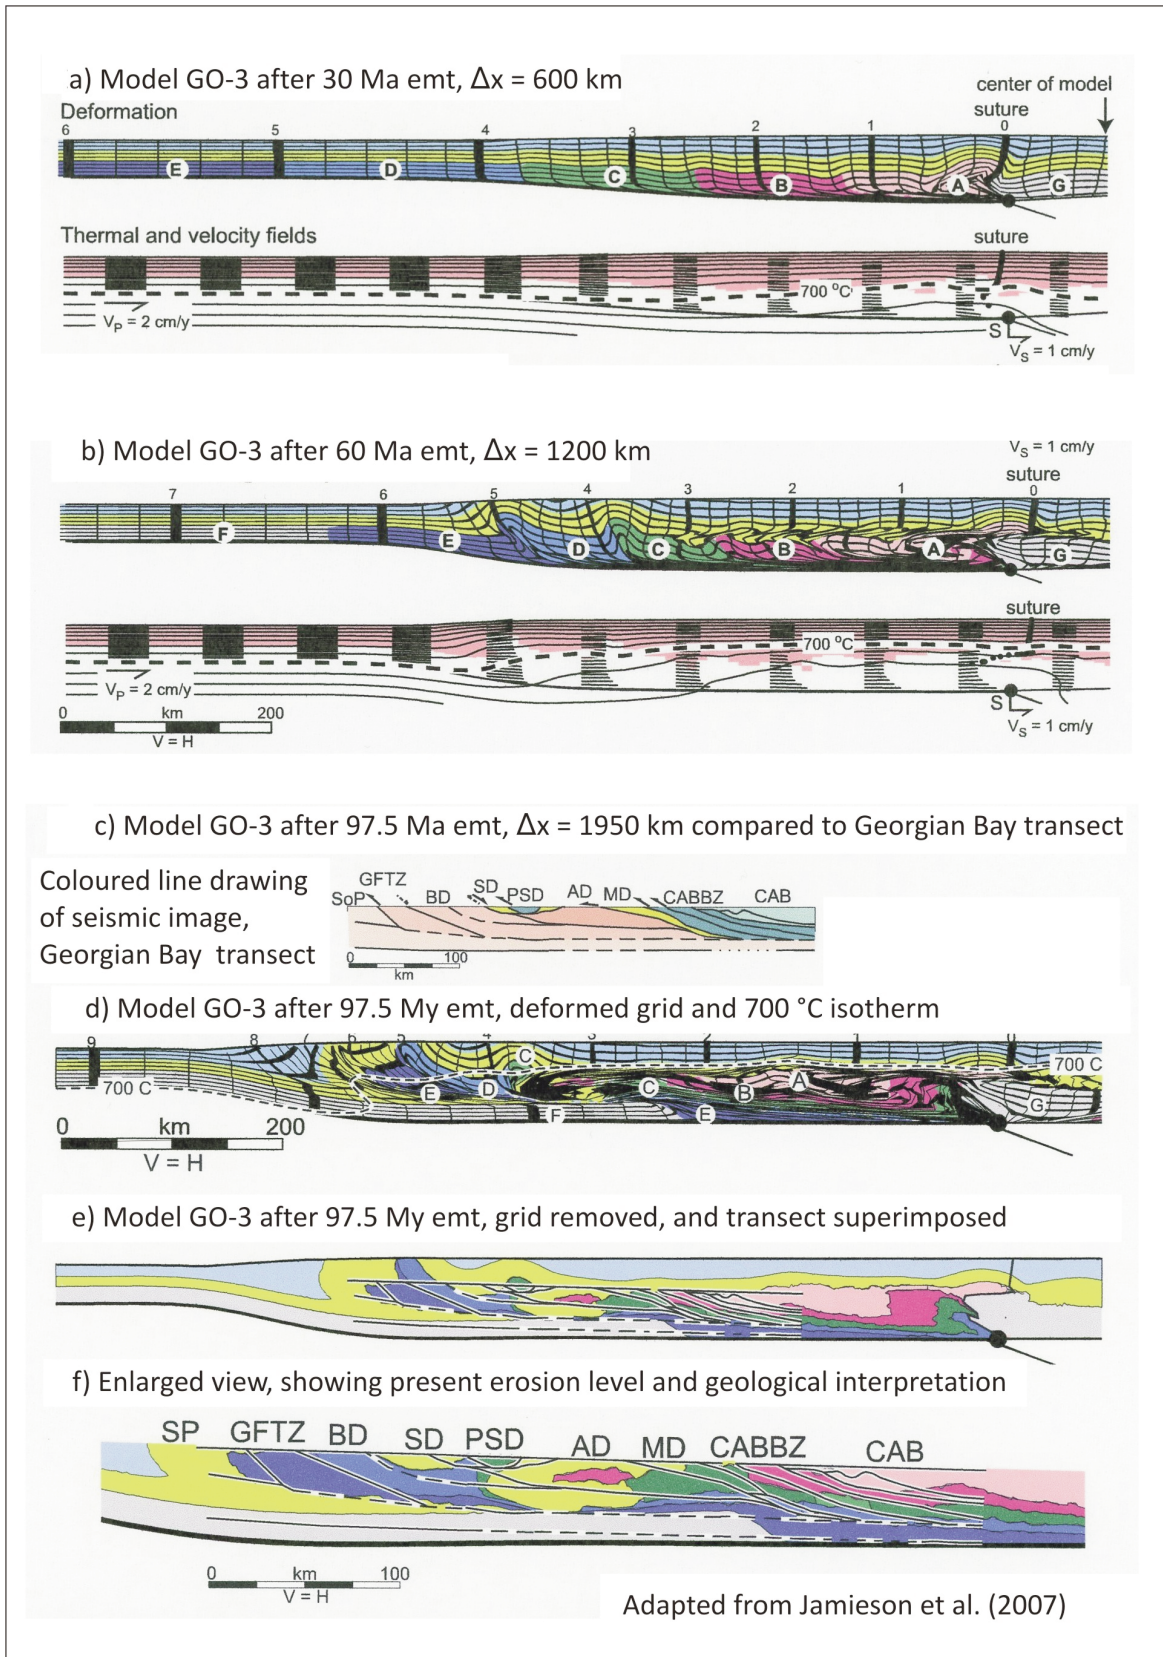 a) Model GO-3 after 30 Ma emt, Δx = 600 km
center of model
Deformation
suture
6 5 4 3 2 1 0
E D C B A G
Thermal and velocity fields
suture
700 °C
VP = 2 cm/y
S
VS = 1 cm/y
b) Model GO-3 after 60 Ma emt, Δx = 1200 km
VS = 1 cm/y
suture
7 6 5 4 3 2 1 0
F E D C B A G
suture
700 °C
VP = 2 cm/y
S
VS = 1 cm/y
0 km 200
V = H
c) Model GO-3 after 97.5 Ma emt, Δx = 1950 km compared to Georgian Bay transect
Coloured line drawing
of seismic image,
Georgian Bay transect
SoP GFTZ BD SD PSD AD MD CABBZ CAB
0 100
km
d) Model GO-3 after 97.5 My emt, deformed grid and 700 °C isotherm
9 8 7 6 5 4 3 2 1 0
C
700 C
700 C
E D C B A
F E G
0 km 200
V = H
e) Model GO-3 after 97.5 My emt, grid removed, and transect superimposed
f) Enlarged view, showing present erosion level and geological interpretation
SP GFTZ BD SD PSD AD MD CABBZ CAB
0 km 100
V = H
Adapted from Jamieson et al. (2007)